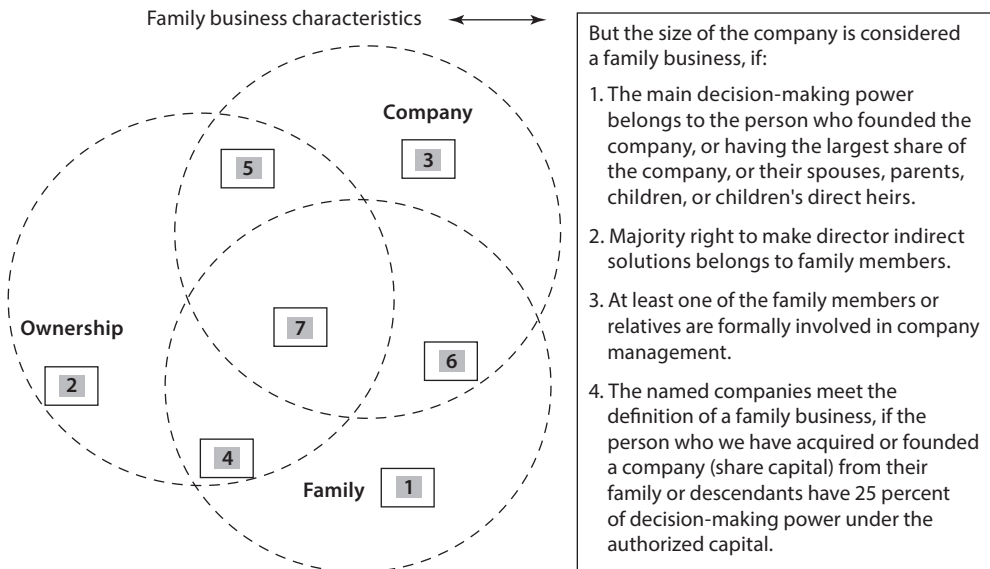 Family business characteristics
Company
5
3
Ownership
7
6
2
4
Family
1
But the size of the company is considered
a family business, if:
1. The main decision-making power
belongs to the person who founded the
company, or having the largest share of
the company, or their spouses, parents,
children, or children's direct heirs.
2. Majority right to make director indirect
solutions belongs to family members.
3. At least one of the family members or
relatives are formally involved in company
management.
4. The named companies meet the
definition of a family business, if the
person who we have acquired or founded
a company (share capital) from their
family or descendants have 25 percent
of decision-making power under the
authorized capital.